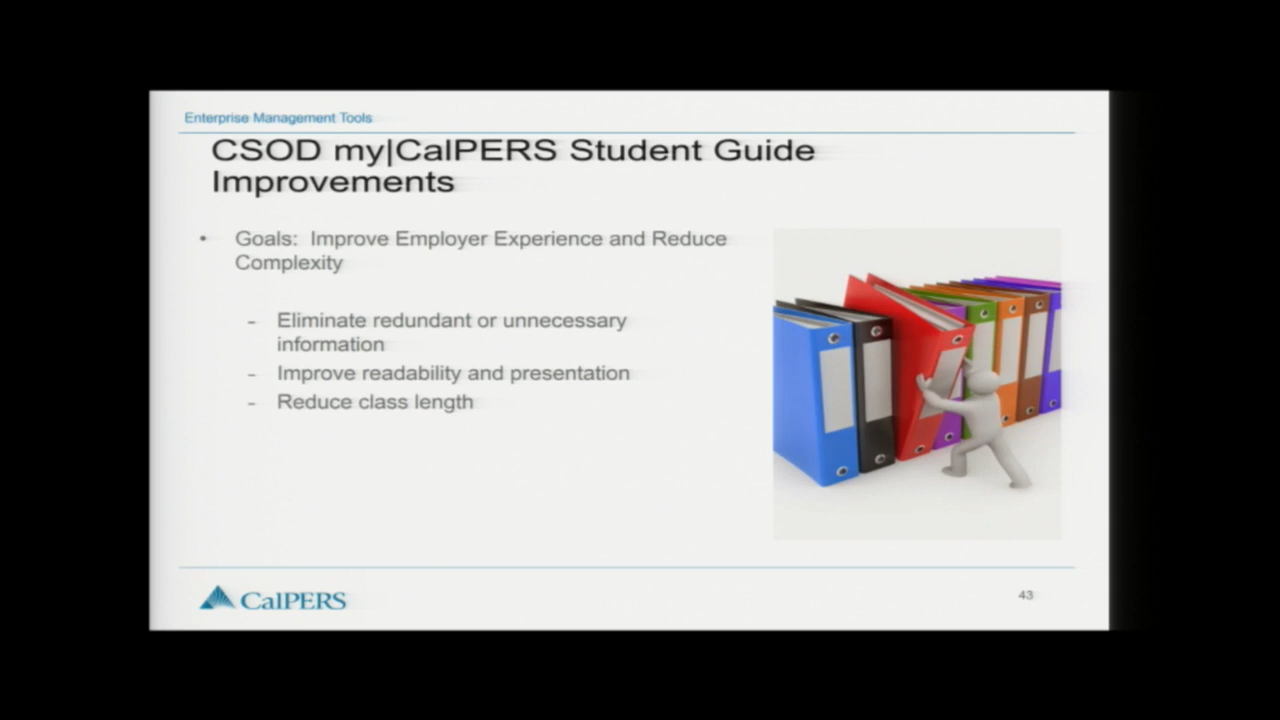 Enterprise Management Tools
CSOD my|CalPERS Student Guide
Improvements
• Goals: Improve Employer Experience and Reduce
Complexity
- Eliminate redundant or unnecessary
information
- Improve readability and presentation
- Reduce class length
CalPERS
43